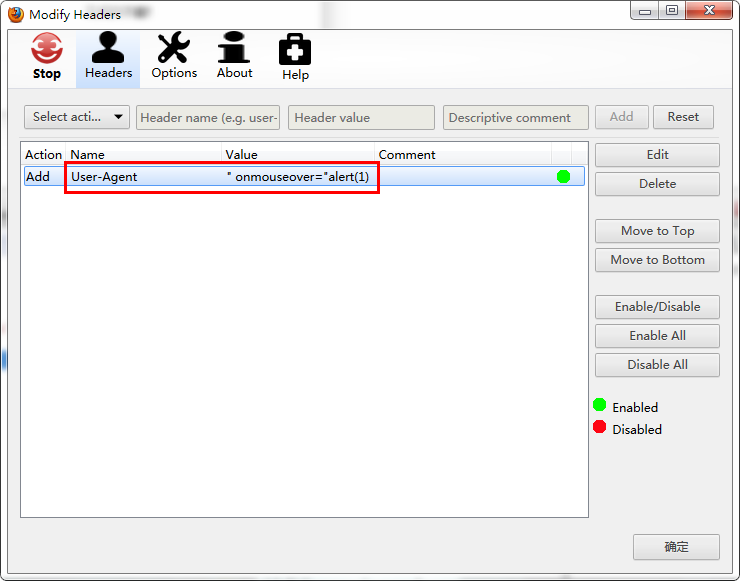 Modify Headers
Stop Headers Options About Help
Select acti... Header name (e.g. user- Header value Descriptive comment Add Reset
Action Name Value Comment
Add User-Agent " onmouseover="alert(1)
Edit
Delete
Move to Top
Move to Bottom
Enable/Disable
Enable All
Disable All
Enabled
Disabled
确定